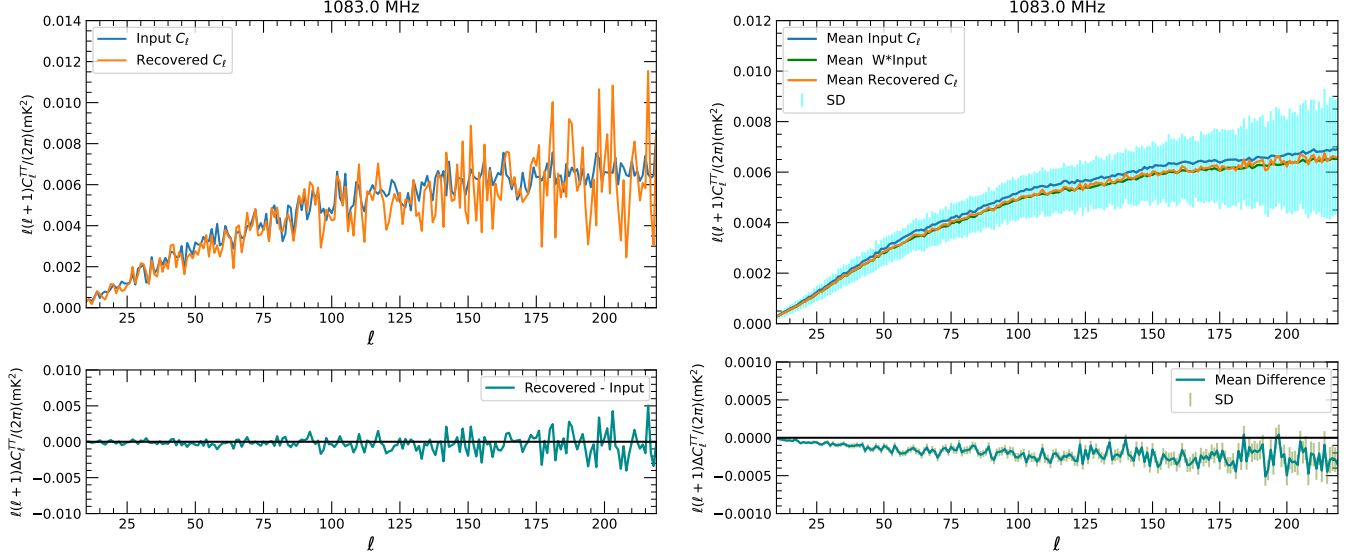 1083.0 MHz
0.014
0.012
0.010
0.008
0.006
0.004
0.002
0.000
ℓ(ℓ + 1)C_ℓ^{TT}/(2π)(mK²)
Input C_ℓ
Recovered C_ℓ
25 50 75 100 125 150 175 200
ℓ
0.010
0.005
0.000
−0.005
−0.010
ℓ(ℓ + 1)ΔC_ℓ^{TT}/(2π)(mK²)
Recovered - Input
25 50 75 100 125 150 175 200
ℓ
1083.0 MHz
0.012
0.010
0.008
0.006
0.004
0.002
0.000
ℓ(ℓ + 1)C_ℓ^{TT}/(2π)(mK²)
Mean Input C_ℓ
Mean W*Input
Mean Recovered C_ℓ
SD
25 50 75 100 125 150 175 200
0.0010
0.0005
0.0000
−0.0005
−0.0010
ℓ(ℓ + 1)ΔC_ℓ^{TT}/(2π)(mK²)
Mean Difference
SD
25 50 75 100 125 150 175 200
ℓ